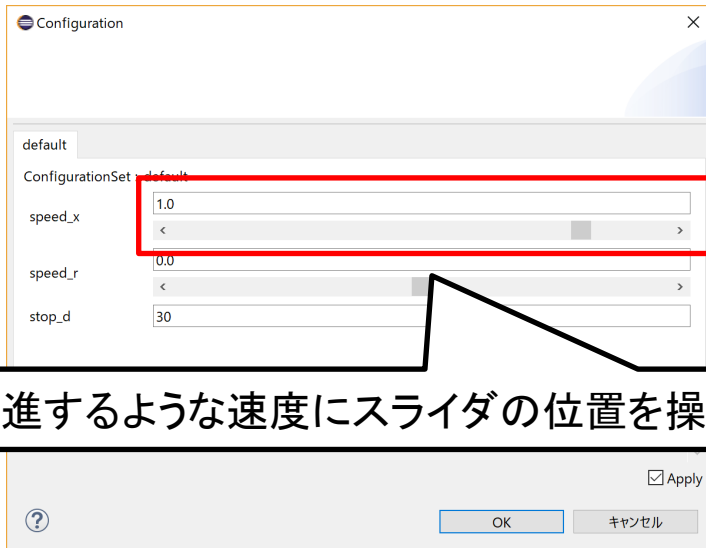 Configuration
default
ConfigurationSet : default
speed_x
1.0
speed_r
0.0
stop_d
30
進するような速度にスライダの位置を操
Apply
OK
キャンセル